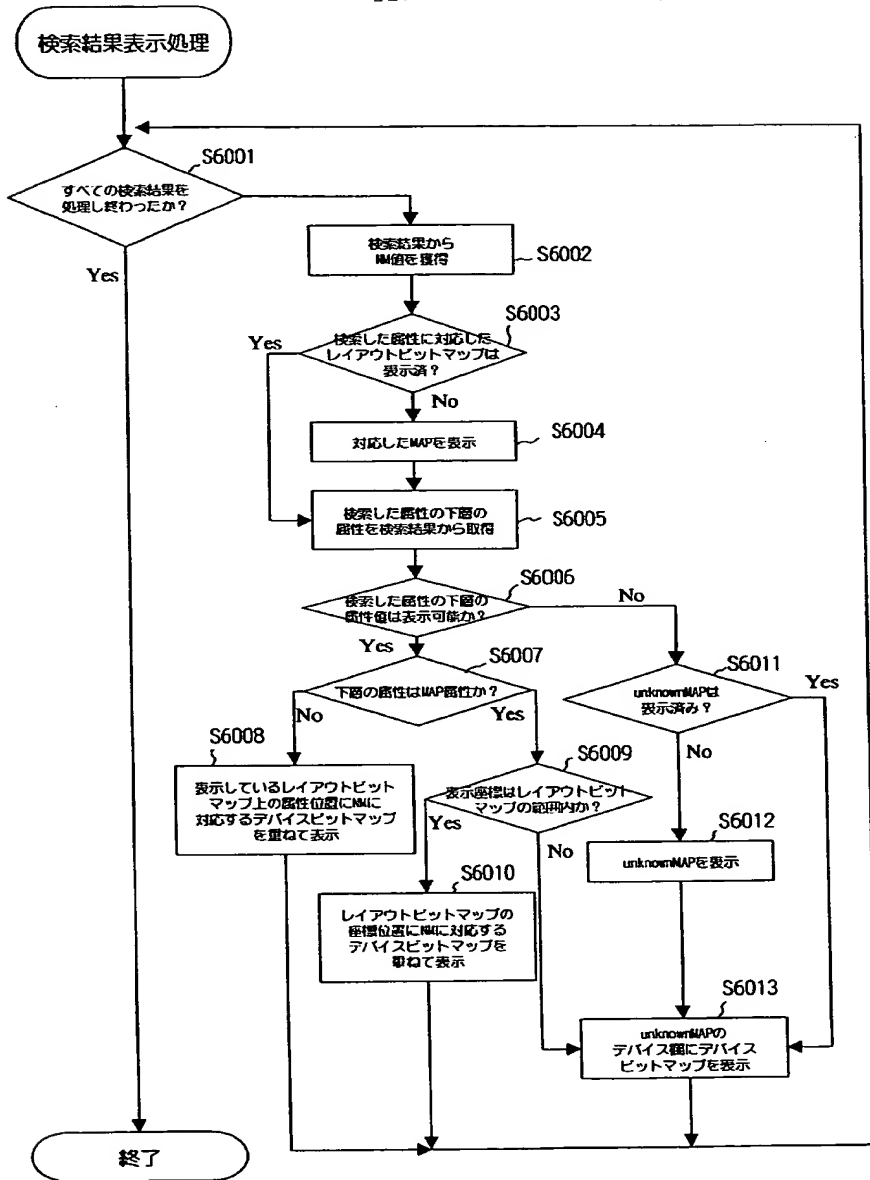 検索結果表示処理
S6001
すべての検索結果を
処理し終わったか?
Yes
検索結果から
NM値を獲得
S6002
S6003
検索した属性に対応した
レイアウトビットマップは
表示済?
Yes
No
対応したMAPを表示
S6004
検索した属性の下層の
属性を検索結果から取得
S6005
S6006
検索した属性の下層の
属性値は表示可能か?
No
Yes
S6007
下層の属性はMAP属性か?
No
Yes
S6011
unknownMAPは
表示済み?
Yes
No
S6008
表示しているレイアウトビット
マップ上の属性位置にNMに
対応するデバイスビットマップ
を重ねて表示
S6009
表示座標はレイアウトビット
マップの範囲内か?
Yes
No
S6012
unknownMAPを表示
S6010
レイアウトビットマップの
座標位置にNMに対応する
デバイスビットマップを
重ねて表示
S6013
unknownMAPの
デバイス欄にデバイス
ビットマップを表示
終了